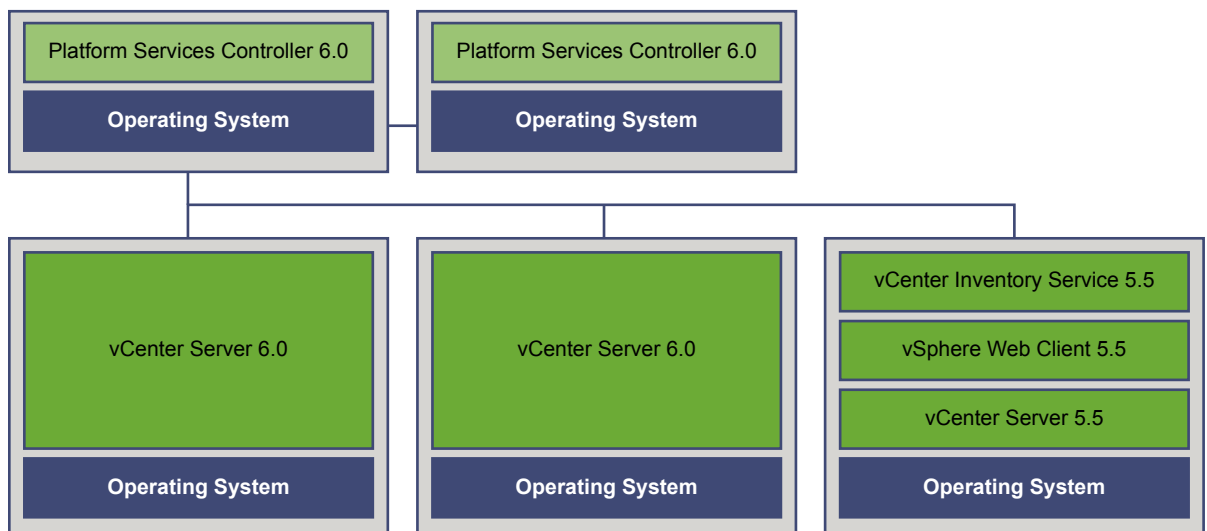 Platform Services Controller 6.0
Operating System
Platform Services Controller 6.0
Operating System
vCenter Server 6.0
Operating System
vCenter Server 6.0
Operating System
vCenter Inventory Service 5.5
vSphere Web Client 5.5
vCenter Server 5.5
Operating System